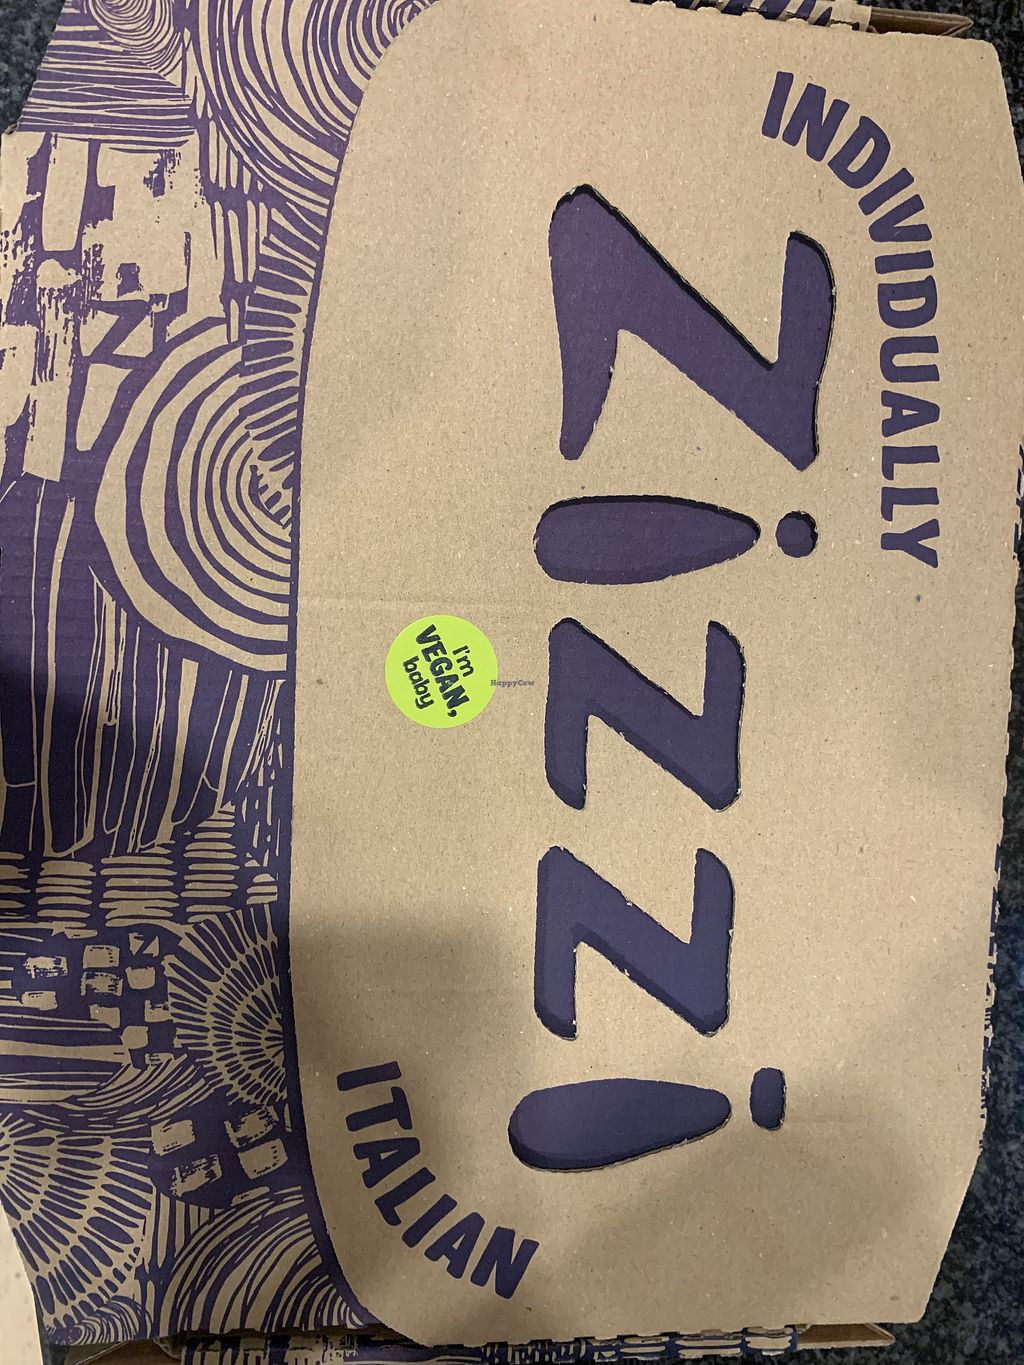 INDIVIDUALLY
Zizzi
I'm
VEGAN,
baby
HappyCow
ITALIAN